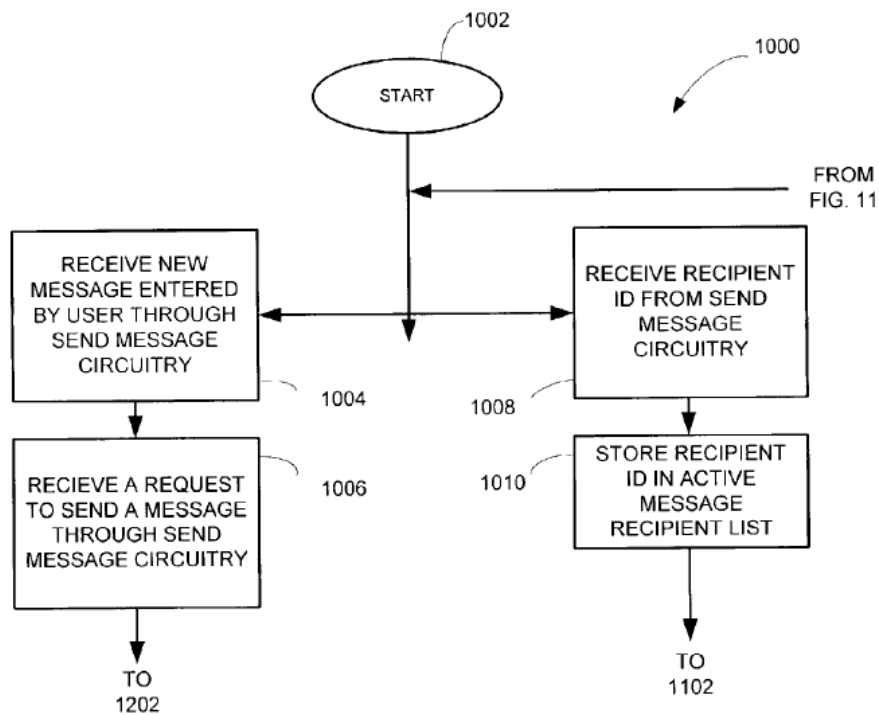 1002
1000
START
FROM
FIG. 11
RECEIVE NEW
MESSAGE ENTERED
BY USER THROUGH
SEND MESSAGE
CIRCUITRY
1004
RECEIVE RECIPIENT
ID FROM SEND
MESSAGE
CIRCUITRY
1008
RECIEVE A REQUEST
TO SEND A MESSAGE
THROUGH SEND
MESSAGE CIRCUITRY
1006
STORE RECIPIENT
ID IN ACTIVE
MESSAGE
RECIPIENT LIST
1010
TO
1202
TO
1102